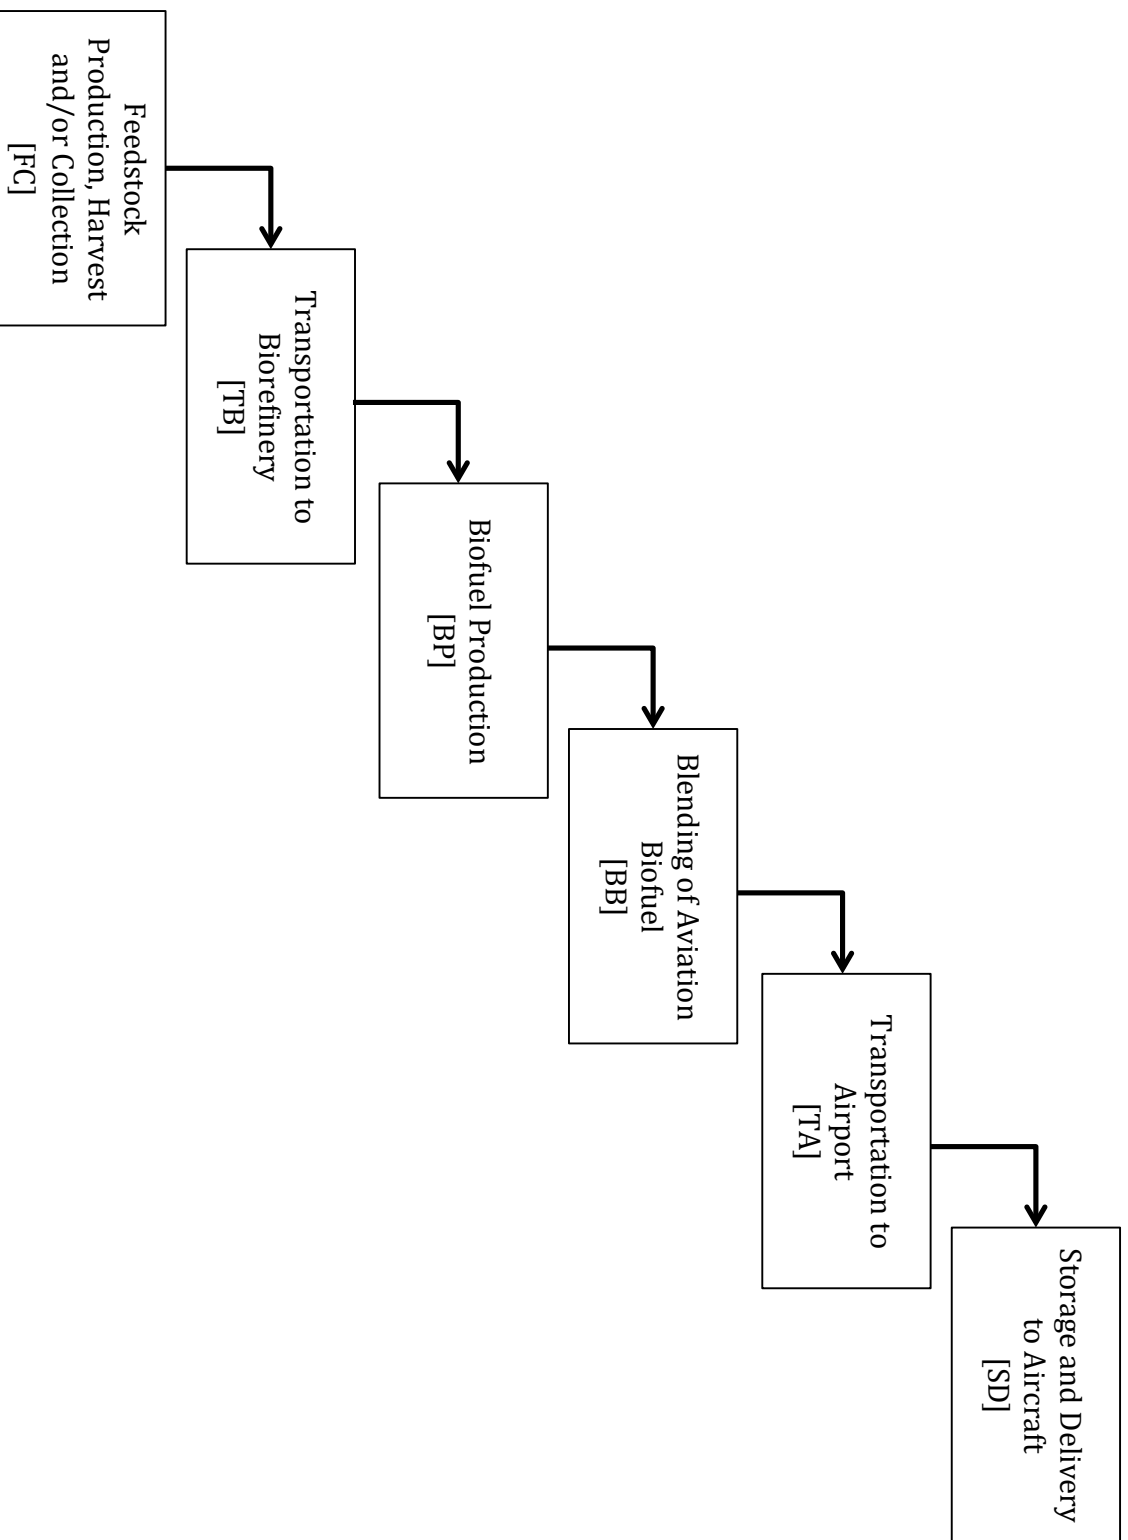 Feedstock
Production, Harvest
and/or Collection
[FC]
Transportation to
Biorefinery
[TB]
Biofuel Production
[BP]
Blending of Aviation
Biofuel
[BB]
Transportation to
Airport
[TA]
Storage and Delivery
to Aircraft
[SD]